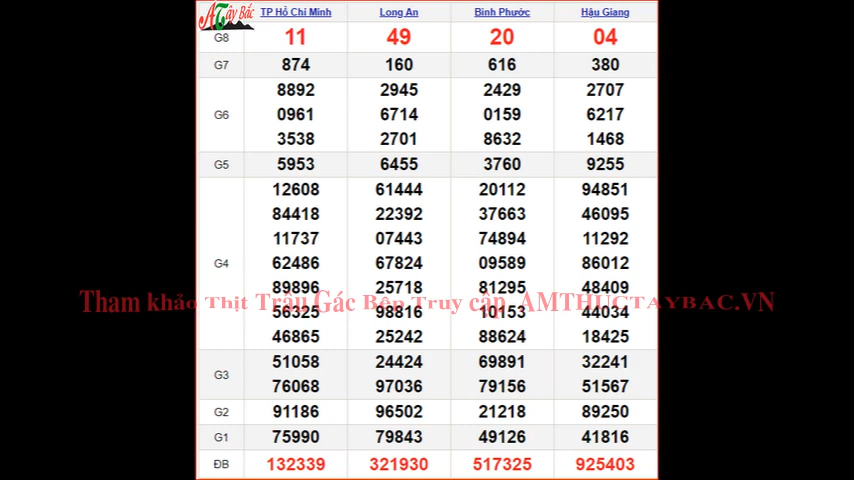 ATây Bắc
TP Hồ Chí Minh Long An Bình Phước Hậu Giang
G8 11 49 20 04
G7 874 160 616 380
8892 2945 2429 2707
G6 0961 6714 0159 6217
3538 2701 8632 1468
G5 5953 6455 3760 9255
12608 61444 20112 94851
84418 22392 37663 46095
11737 07443 74894 11292
G4 62486 67824 09589 86012
89896 25718 81295 48409
Tham khảo Thịt Trâu Gác Bếp Truy cập AMTHUCTAYBAC.VN
56325 98816 10153 44034
46865 25242 88624 18425
G3 51058 24424 69891 32241
76068 97036 79156 51567
G2 91186 96502 21218 89250
G1 75990 79843 49126 41816
ĐB 132339 321930 517325 925403